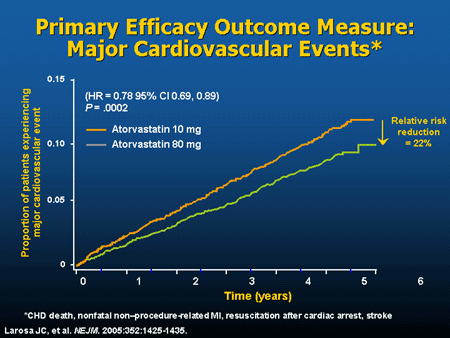 Primary Efficacy Outcome Measure:
Major Cardiovascular Events*
0.15
(HR = 0.78 95% CI 0.69, 0.89)
P = .0002
Atorvastatin 10 mg
Atorvastatin 80 mg
Relative risk
reduction
= 22%
0.10
0.05
0
Proportion of patients experiencing
major cardiovascular event
0 1 2 3 4 5 6
Time (years)
*CHD death, nonfatal non–procedure-related MI, resuscitation after cardiac arrest, stroke
Larosa JC, et al. NEJM. 2005:352:1425-1435.